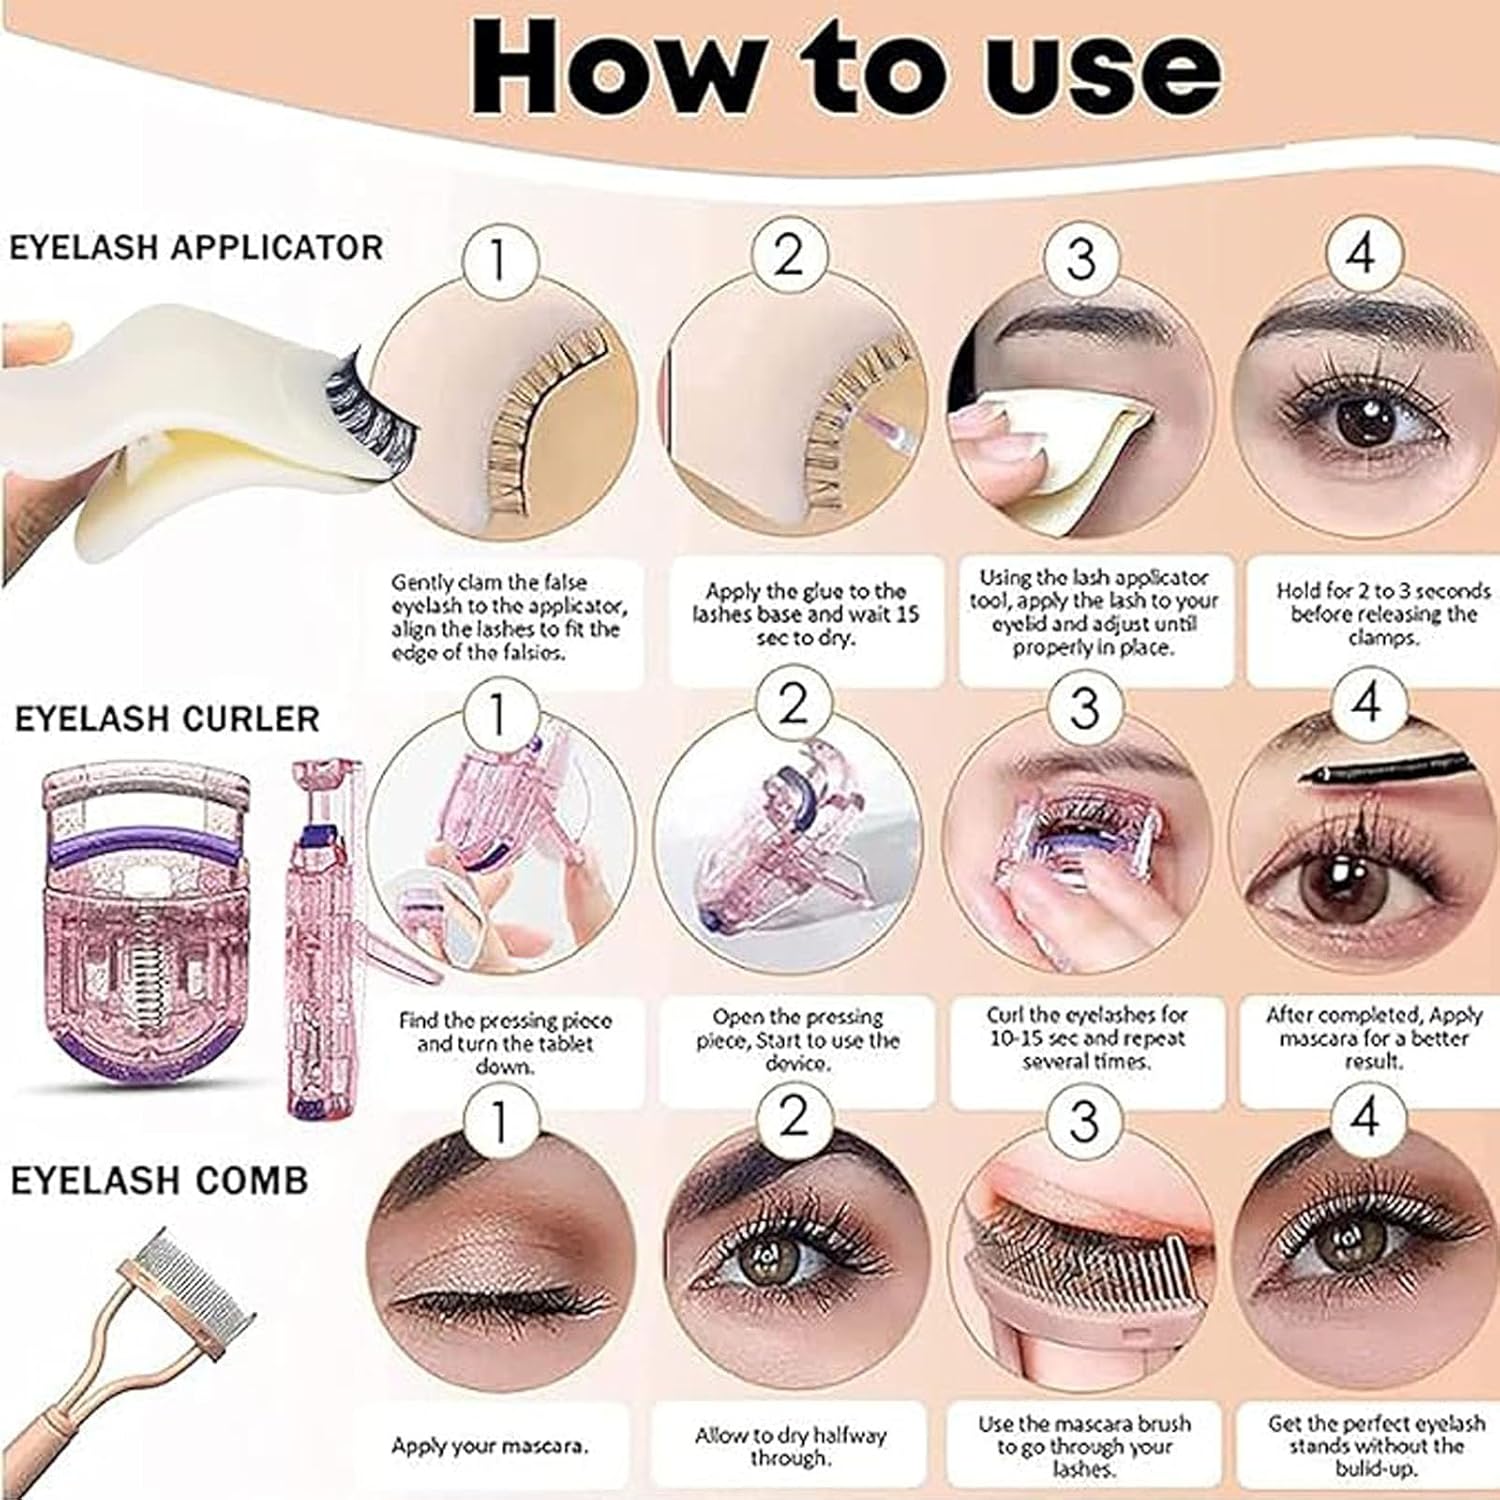 How to use
EYELASH APPLICATOR
1
Gently clam the false
eyelash to the applicator,
align the lashes to fit the
edge of the falsies.
2
Apply the glue to the
lashes base and wait 15
sec to dry.
3
Using the lash applicator
tool, apply the lash to your
eyelid and adjust until
properly in place.
4
Hold for 2 to 3 seconds
before releasing the
clamps.
EYELASH CURLER
1
Find the pressing piece
and turn the tablet
down.
2
Open the pressing
piece, Start to use the
device.
3
Curl the eyelashes for
10-15 sec and repeat
several times.
4
After completed, Apply
mascara for a better
result.
EYELASH COMB
1
Apply your mascara.
2
Allow to dry halfway
through.
3
Use the mascara brush
to go through your
lashes.
4
Get the perfect eyelash
stands without the
bulid-up.